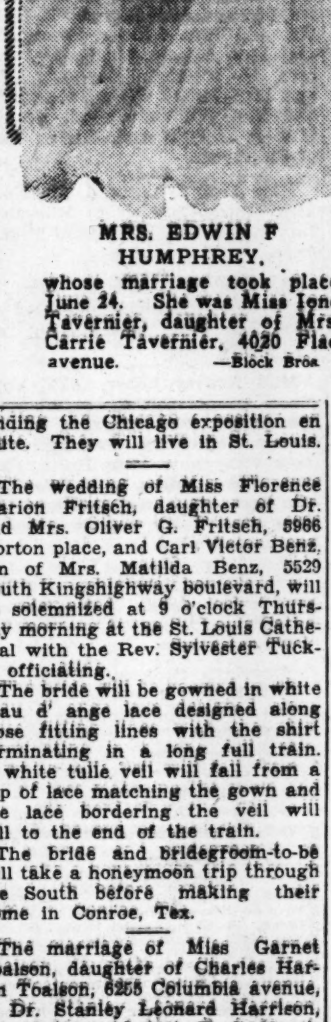 MRS. EDWIN F
HUMPHREY,
whose marriage took plac
June 24. She was Miss Ion
Tavernier, daughter of Mrs
Carrie Tavernier, 4020 Fla
avenue. —Block Bros.
nding the Chicago exposition en
ute. They will live in St. Louis.
The wedding of Miss Florence
arion Fritsch, daughter of Dr.
d Mrs. Oliver G. Fritsch, 5966
orton place, and Carl Victor Benz,
n of Mrs. Matilda Benz, 5529
uth Kingshighway boulevard, will
solemnized at 9 o'clock Thurs-
y morning at the St. Louis Cathe-
al with the Rev. Sylvester Tuck-
officiating.
The bride will be gowned in white
au d' ange lace designed along
ose fitting lines with the shirt
rminating in a long full train.
white tulle veil will fall from a
p of lace matching the gown and
e lace bordering the veil will
ll to the end of the train.
The bride and bridegroom-to-be
ll take a honeymoon trip through
e South before making their
me in Conroe, Tex.
The marriage of Miss Garnet
oalson, daughter of Charles Har-
n Toalson, 6255 Columbia avenue,
Dr. Stanley Leonard Harrison,